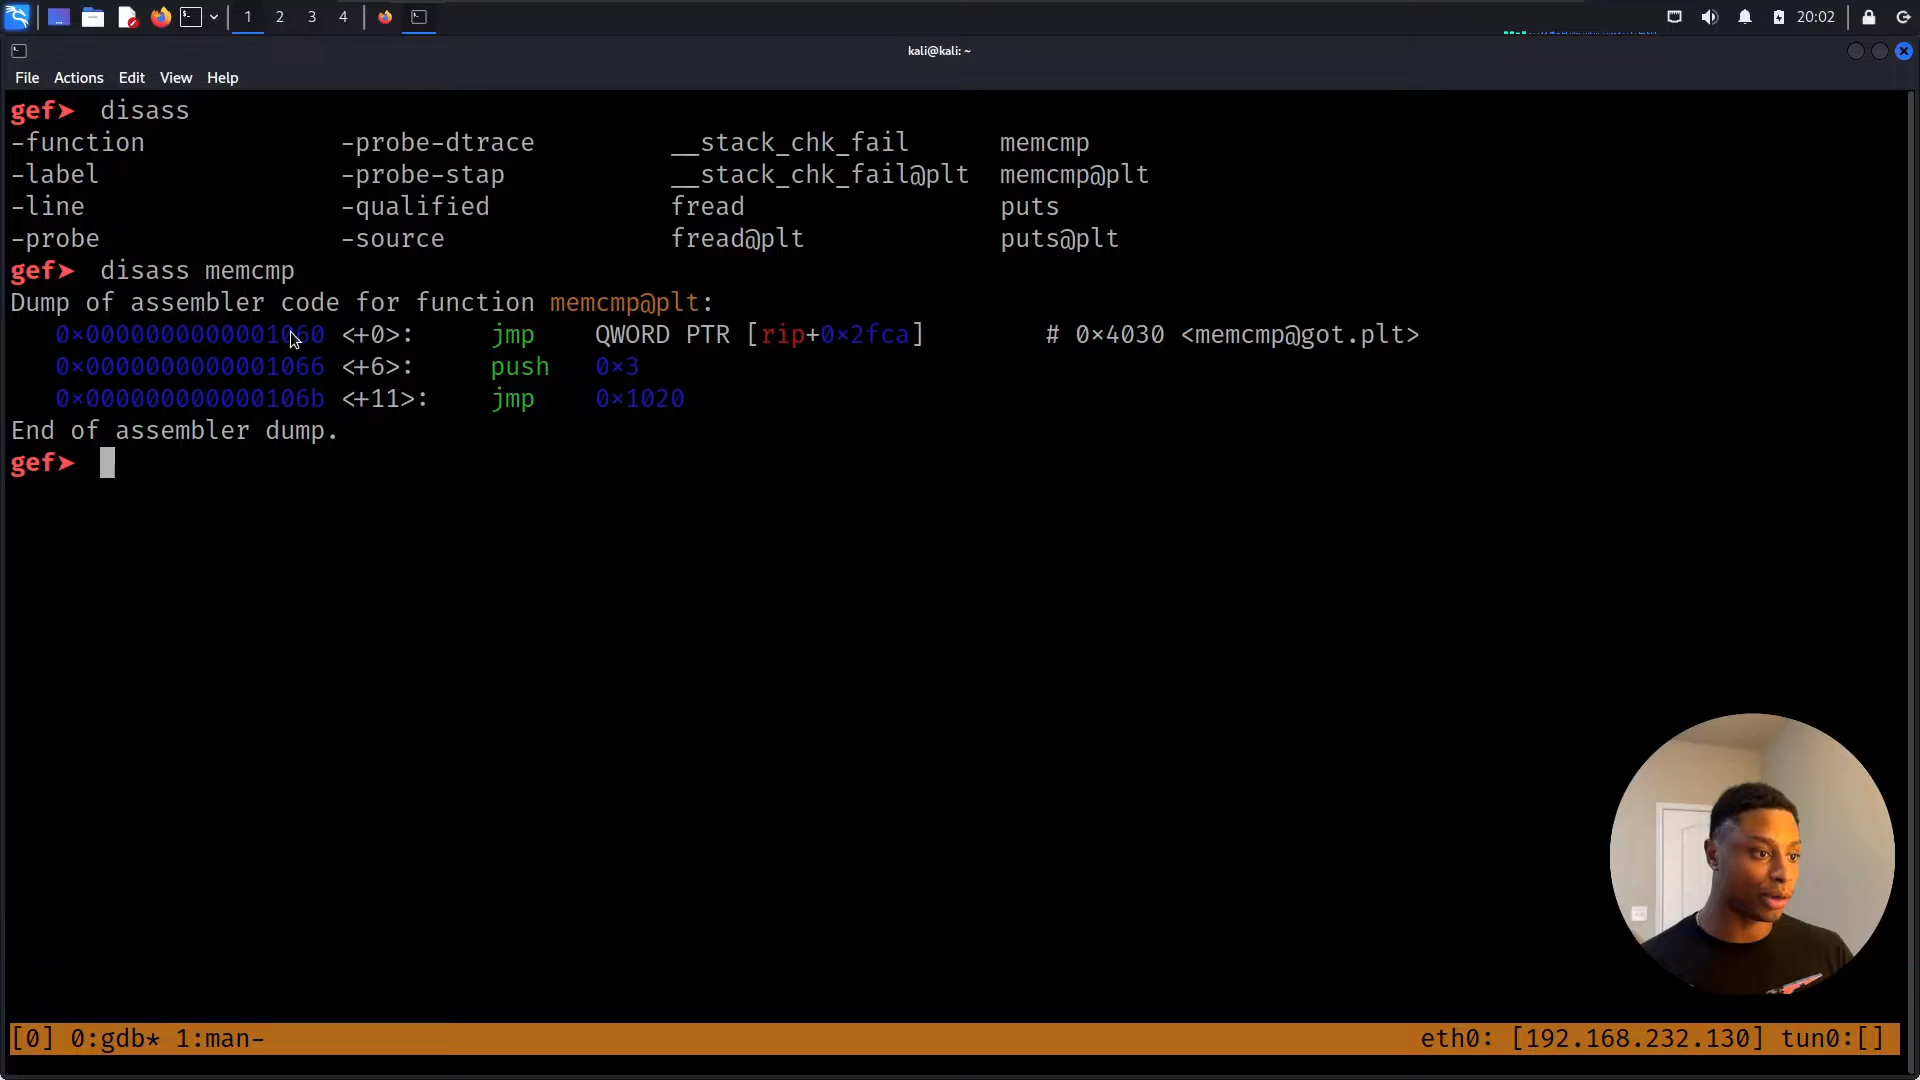 1 2 3 4 20:02
kali@kali: ~
File Actions Edit View Help
gef➤ disass
-function -probe-dtrace __stack_chk_fail memcmp
-label -probe-stap __stack_chk_fail@plt memcmp@plt
-line -qualified fread puts
-probe -source fread@plt puts@plt
gef➤ disass memcmp
Dump of assembler code for function memcmp@plt:
0x0000000000001060 <+0>: jmp QWORD PTR [rip+0x2fca] # 0x4030 <memcmp@got.plt>
0x0000000000001066 <+6>: push 0x3
0x000000000000106b <+11>: jmp 0x1020
End of assembler dump.
gef➤
[0] 0:gdb* 1:man- eth0: [192.168.232.130] tun0:[]